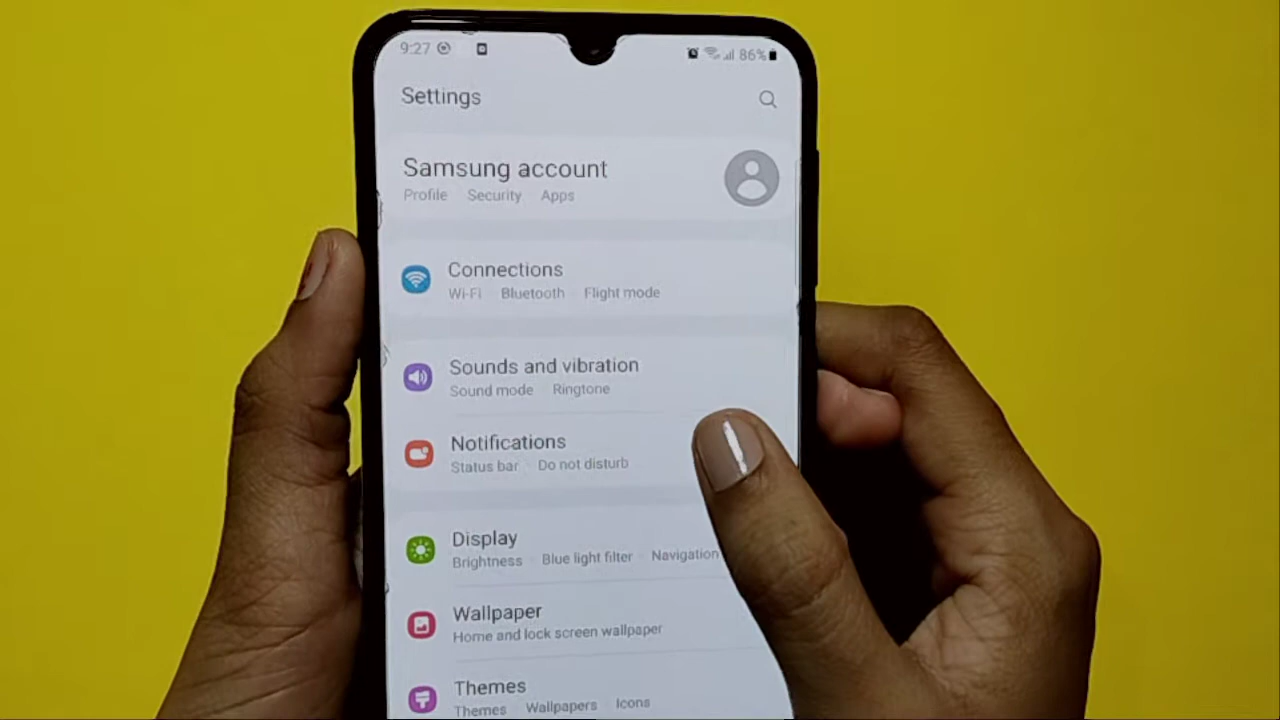 9:27 86%
Settings
Samsung account
Profile Security Apps
Connections
Wi-Fi Bluetooth Flight mode
Sounds and vibration
Sound mode Ringtone
Notifications
Status bar Do not disturb
Display
Brightness Blue light filter Navigation
Wallpaper
Home and lock screen wallpaper
Themes
Themes Wallpapers Icons